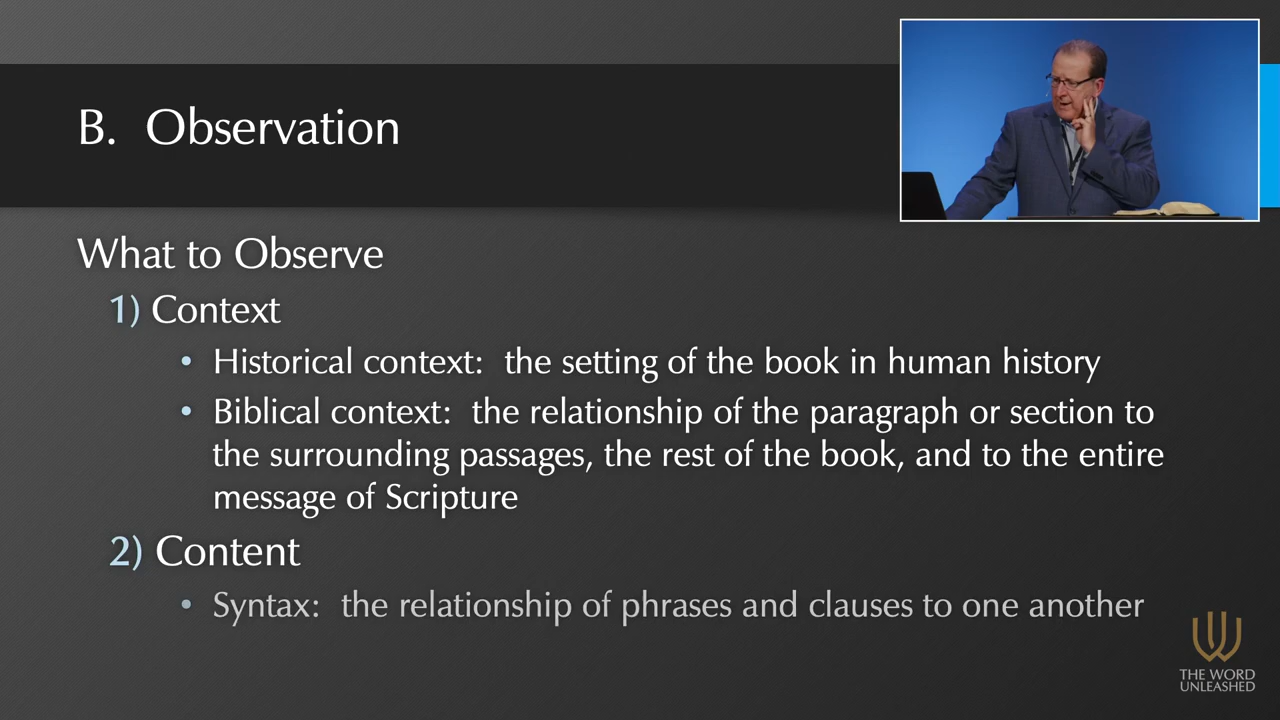 B. Observation
What to Observe
1) Context
• Historical context: the setting of the book in human history
• Biblical context: the relationship of the paragraph or section to
the surrounding passages, the rest of the book, and to the entire
message of Scripture
2) Content
• Syntax: the relationship of phrases and clauses to one another
THE WORD
UNLEASHED